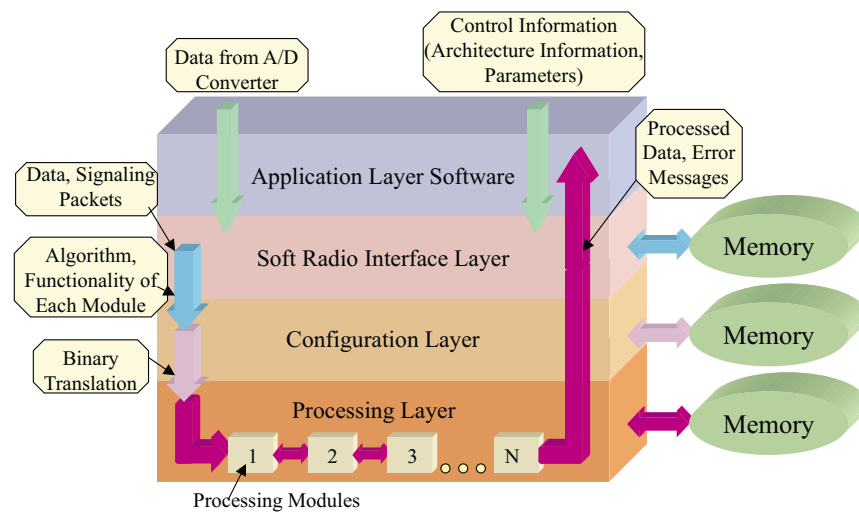 Data from A/D
Converter
Control Information
(Architecture Information,
Parameters)
Processed
Data, Error
Messages
Data, Signaling
Packets
Application Layer Software
Algorithm,
Functionality of
Each Module
Soft Radio Interface Layer
Memory
Configuration Layer
Memory
Binary
Translation
Processing Layer
Memory
1
2
3
N
Processing Modules